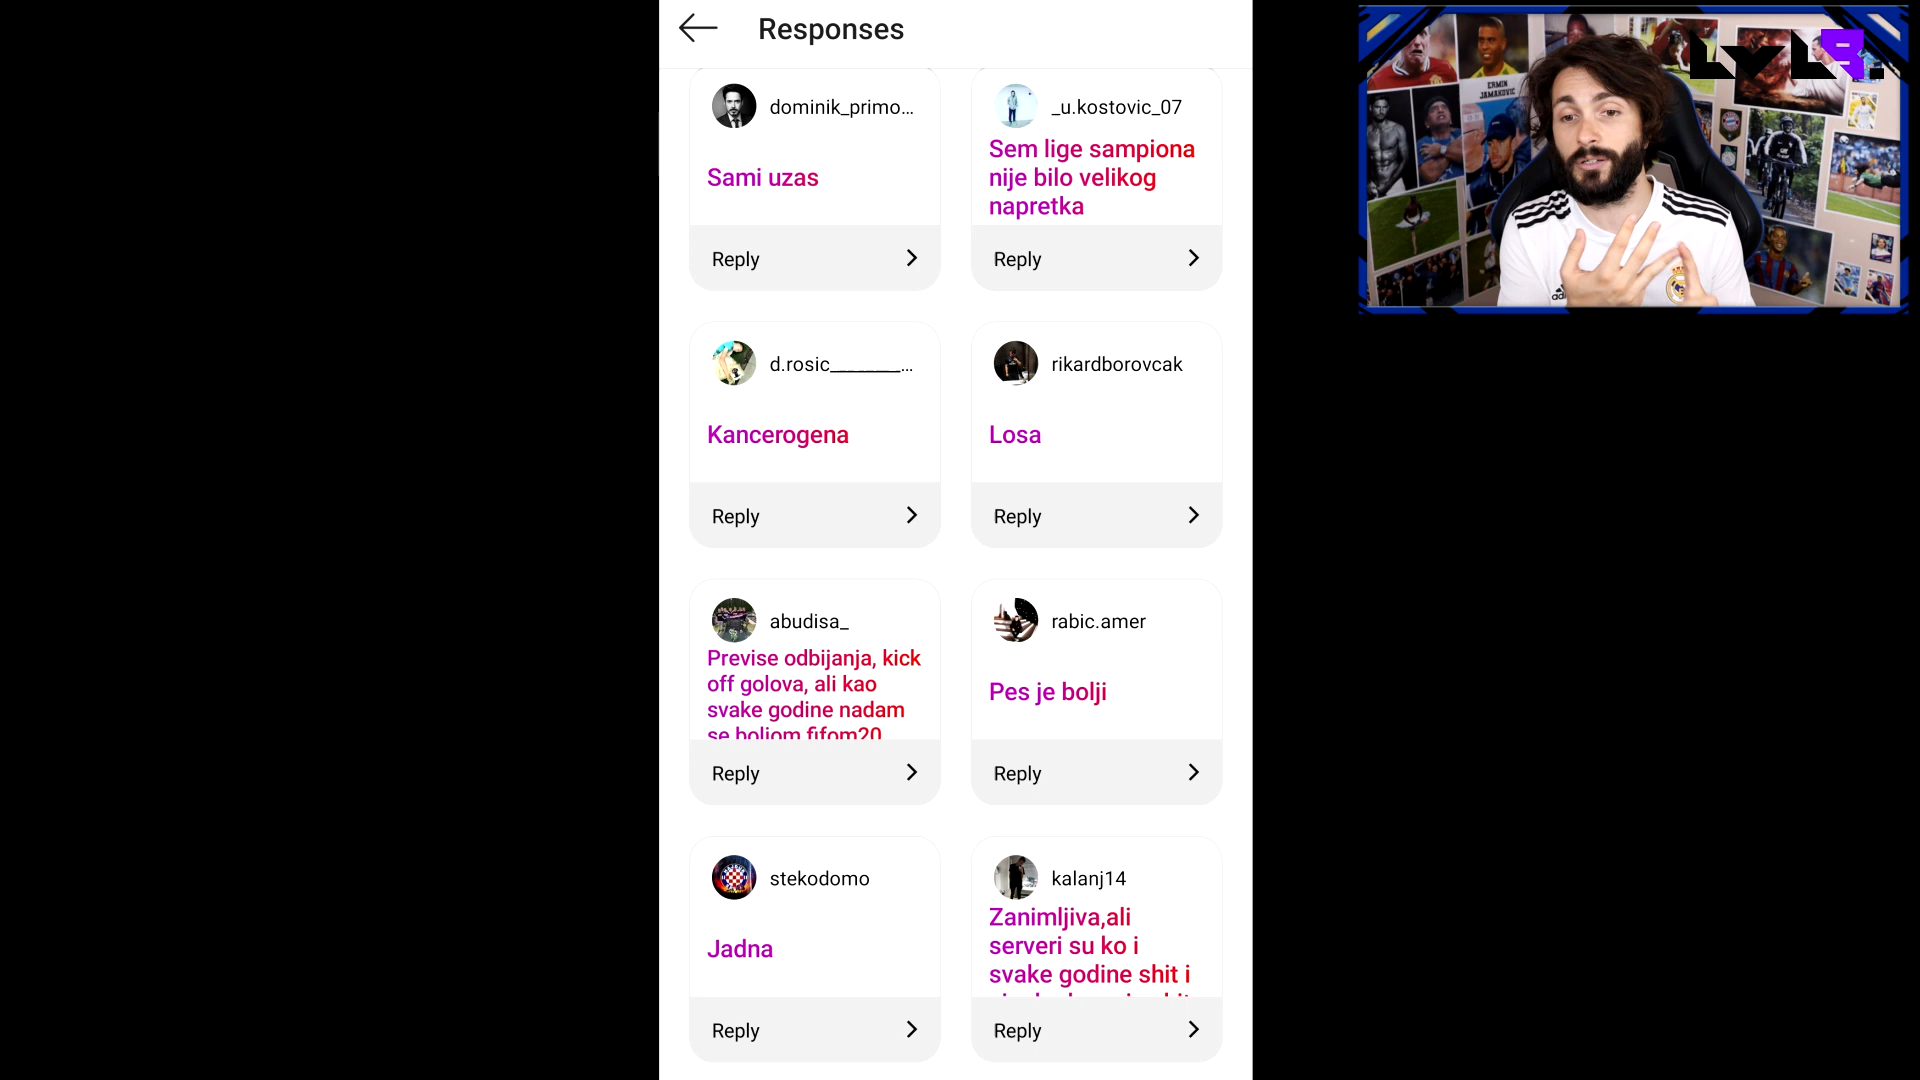 Responses
dominik_primo...
Sami uzas
Reply
_u.kostovic_07
Sem lige sampiona
nije bilo velikog
napretka
Reply
d.rosic________...
Kancerogena
Reply
rikardborovcak
Losa
Reply
abudisa_
Previse odbijanja, kick
off golova, ali kao
svake godine nadam
se boljom fifom20
Reply
rabic.amer
Pes je bolji
Reply
stekodomo
Jadna
Reply
kalanj14
Zanimljiva,ali
serveri su ko i
svake godine shit i
Reply
ERMIN
JAMAKOVIC